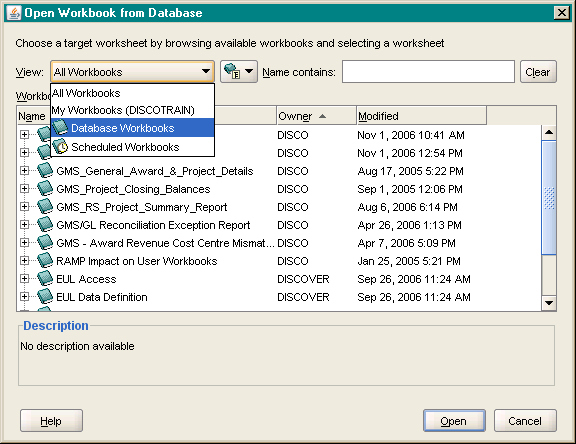 Open Workbook from Database
Choose a target worksheet by browsing available workbooks and selecting a worksheet
View: All Workbooks Name contains: Clear
All Workbooks
My Workbooks (DISCOTRAIN)
Database Workbooks
Scheduled Workbooks
Workbo
Name Owner Modified
DISCO Nov 1, 2006 10:41 AM
DISCO Nov 1, 2006 12:54 PM
GMS_General_Award_&_Project_Details DISCO Aug 17, 2005 5:22 PM
GMS_Project_Closing_Balances DISCO Sep 1, 2005 12:06 PM
GMS_RS_Project_Summary_Report DISCO Aug 6, 2006 6:14 PM
GMS/GL Reconciliation Exception Report DISCO Apr 26, 2006 1:13 PM
GMS - Award Revenue Cost Centre Mismat... DISCO Apr 7, 2006 5:09 PM
RAMP Impact on User Workbooks DISCO Jan 25, 2005 5:21 PM
EUL Access DISCOVER Sep 26, 2006 11:24 AM
EUL Data Definition DISCOVER Sep 26, 2006 11:24 AM
Description
No description available
Help Open Cancel